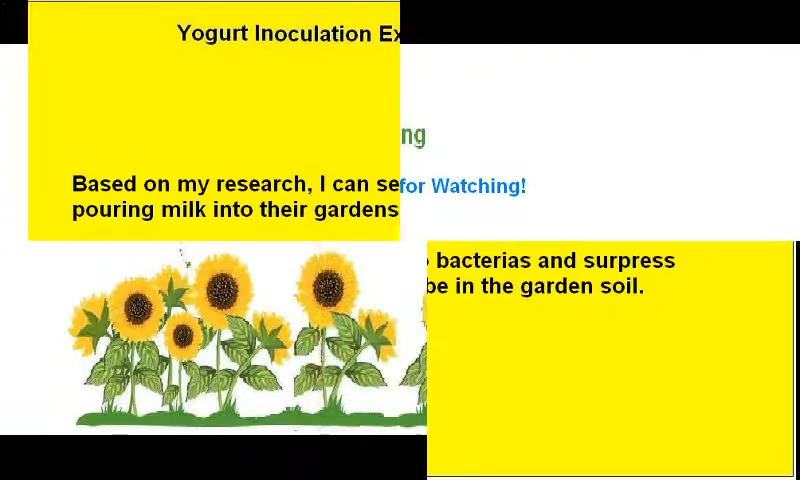 Yogurt Inoculation
ng
Based on my research, I can se
for Watching!
pouring milk into their gardens
bacterias and surpress
be in the garden soil.